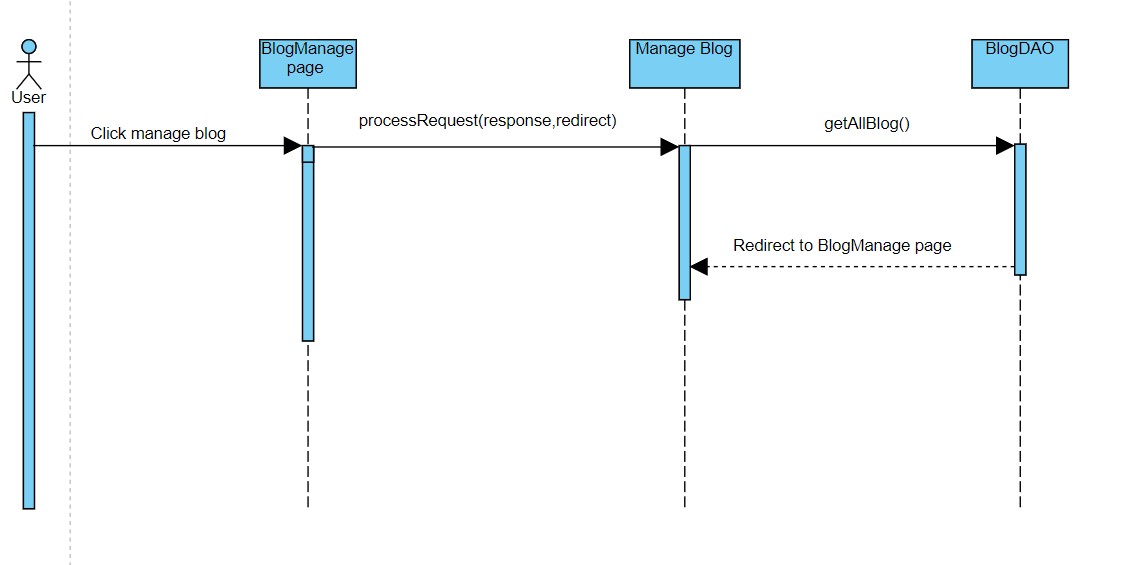 BlogManage
page
Manage Blog
BlogDAO
User
Click manage blog
processRequest(response,redirect)
getAllBlog()
Redirect to BlogManage page